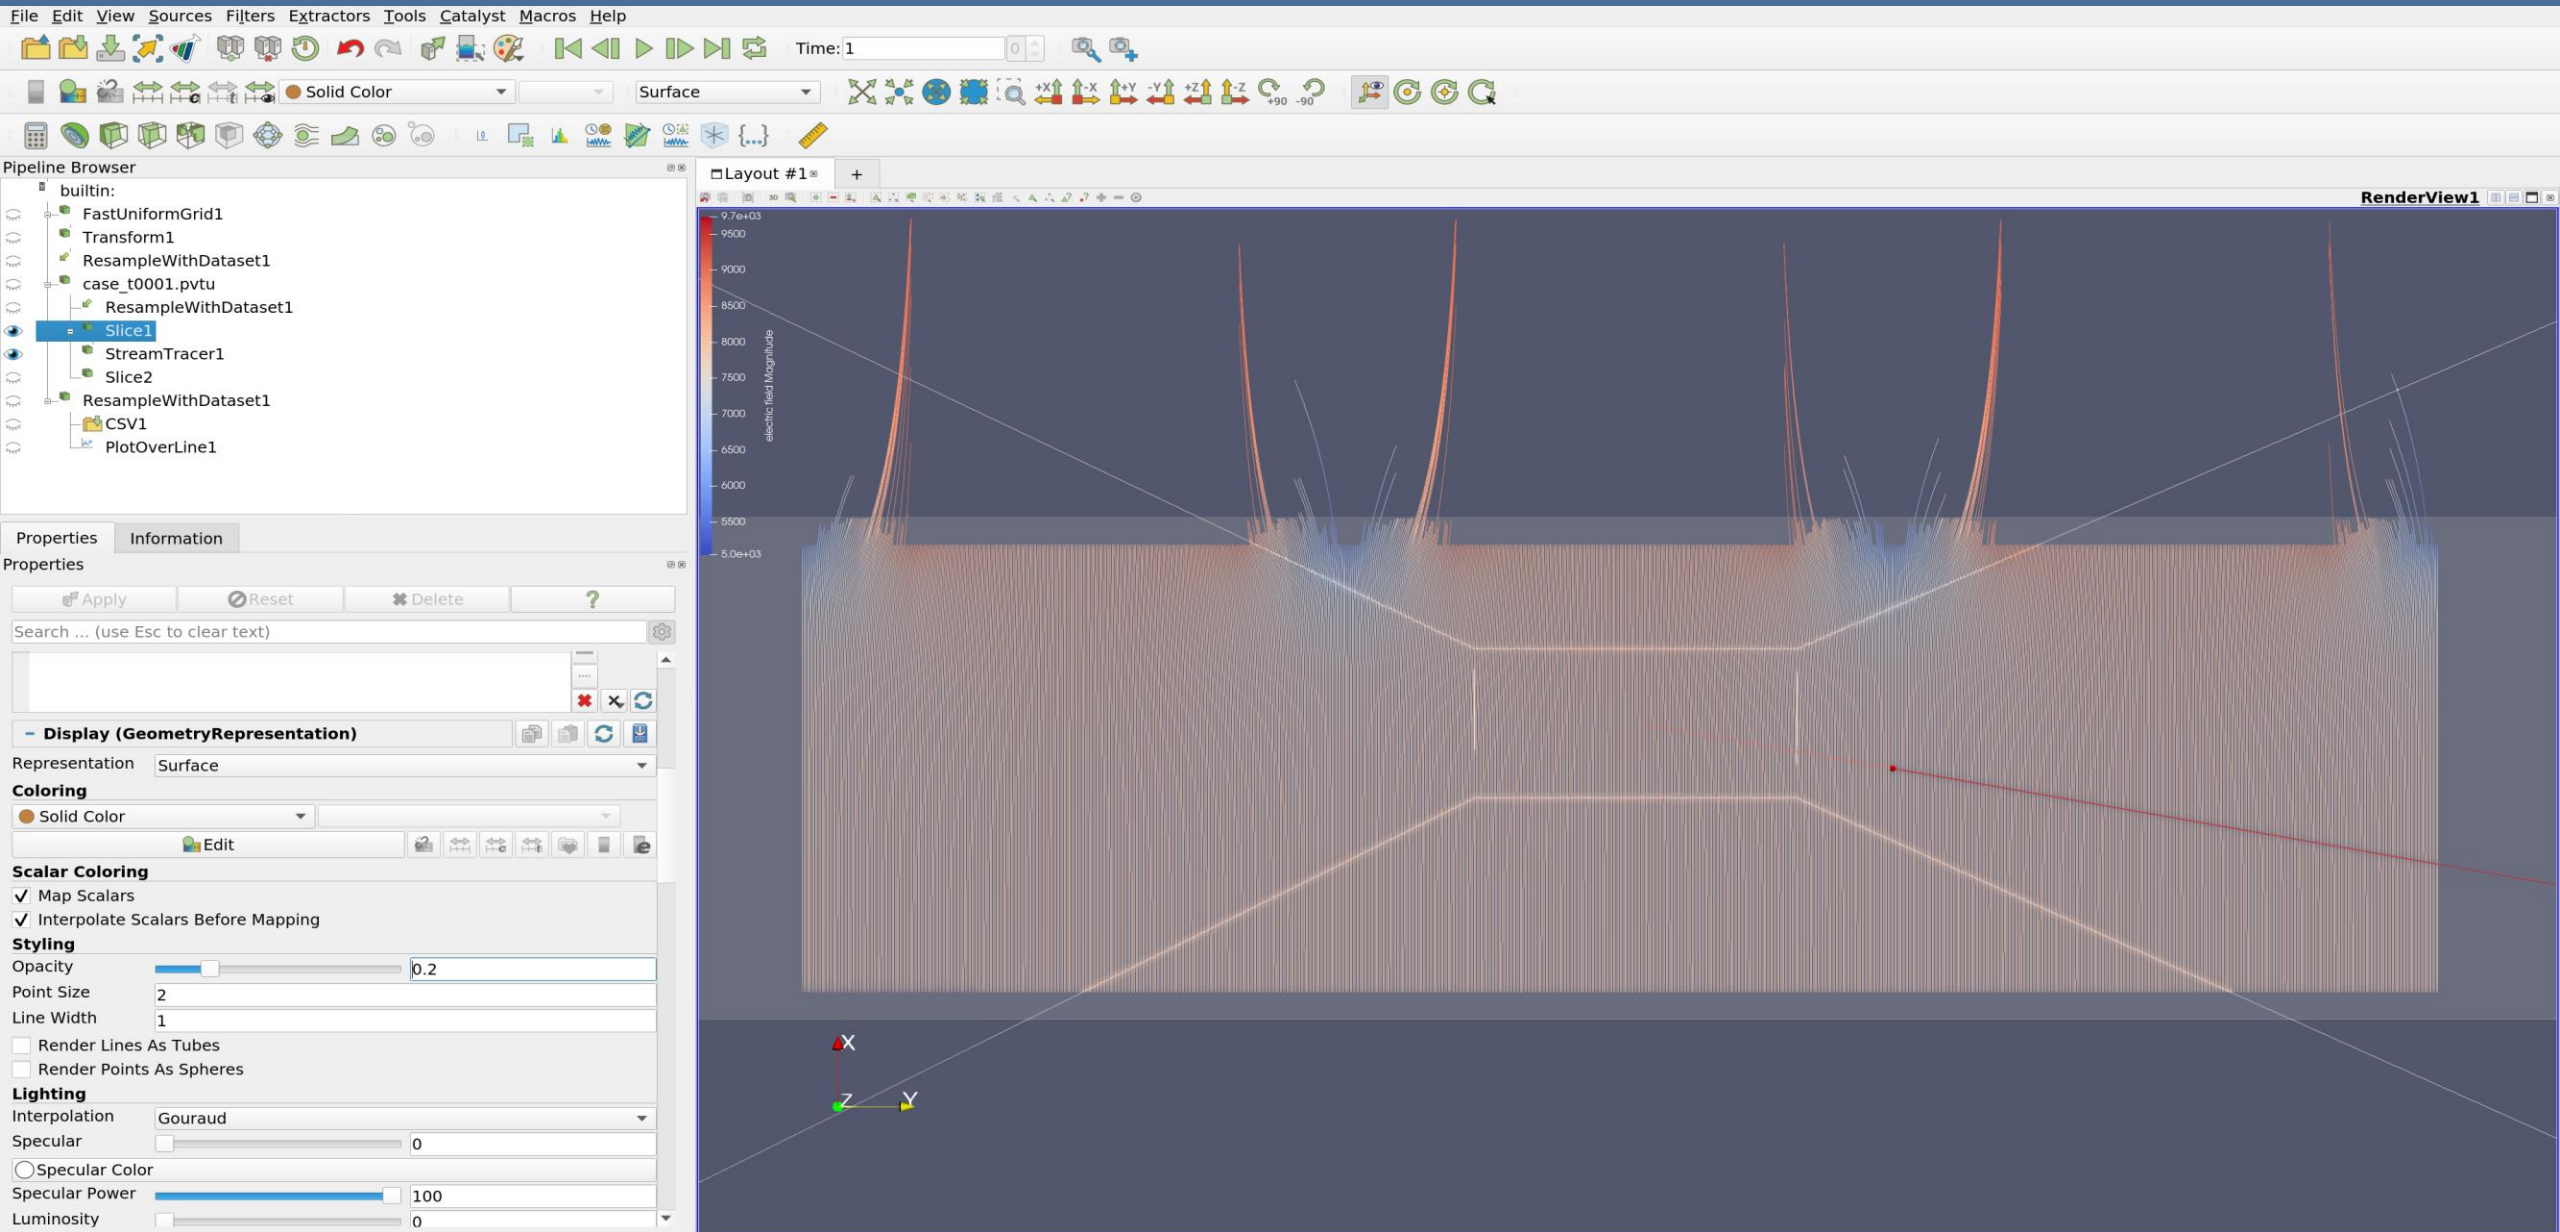 File Edit View Sources Filters Extractors Tools Catalyst Macros Help
Time: 1 0
Solid Color Surface +X -X +Y -Y +Z -Z +90 -90
Pipeline Browser
builtin:
FastUniformGrid1
Transform1
ResampleWithDataset1
case_t0001.pvtu
ResampleWithDataset1
Slice1
StreamTracer1
Slice2
ResampleWithDataset1
CSV1
PlotOverLine1
Properties Information
Properties
Apply Reset Delete ?
Search ... (use Esc to clear text)
Display (GeometryRepresentation)
Representation Surface
Coloring
Solid Color
Edit
Scalar Coloring
Map Scalars
Interpolate Scalars Before Mapping
Styling
Opacity 0.2
Point Size 2
Line Width 1
Render Lines As Tubes
Render Points As Spheres
Lighting
Interpolation Gouraud
Specular 0
Specular Color
Specular Power 100
Luminosity 0
Layout #1 +
3D
RenderView1
9.7e+03
9500
9000
8500
8000
7500
7000
6500
6000
5500
5.0e+03
electric field Magnitude
X
Z Y